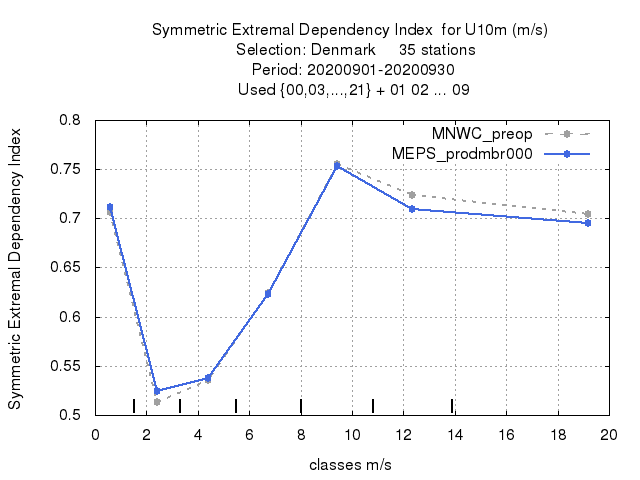 Symmetric Extremal Dependency Index  for U10m (m/s)
Selection: Denmark     35 stations
Period: 20200901-20200930
Used {00,03,...,21} + 01 02 ... 09
MNWC_preop
MEPS_prodmbr000
Symmetric Extremal Dependency Index
0.8
0.75
0.7
0.65
0.6
0.55
0.5
0 2 4 6 8 10 12 14 16 18 20
classes m/s